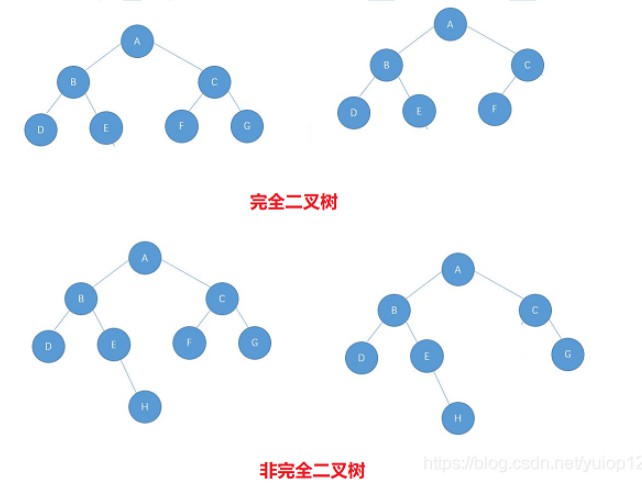 A A
B C B C
D E F G D E F
完全二叉树
A A
B C B C
D E F G D E G
H H
非完全二叉树
https://blog.csdn.net/yuiop12